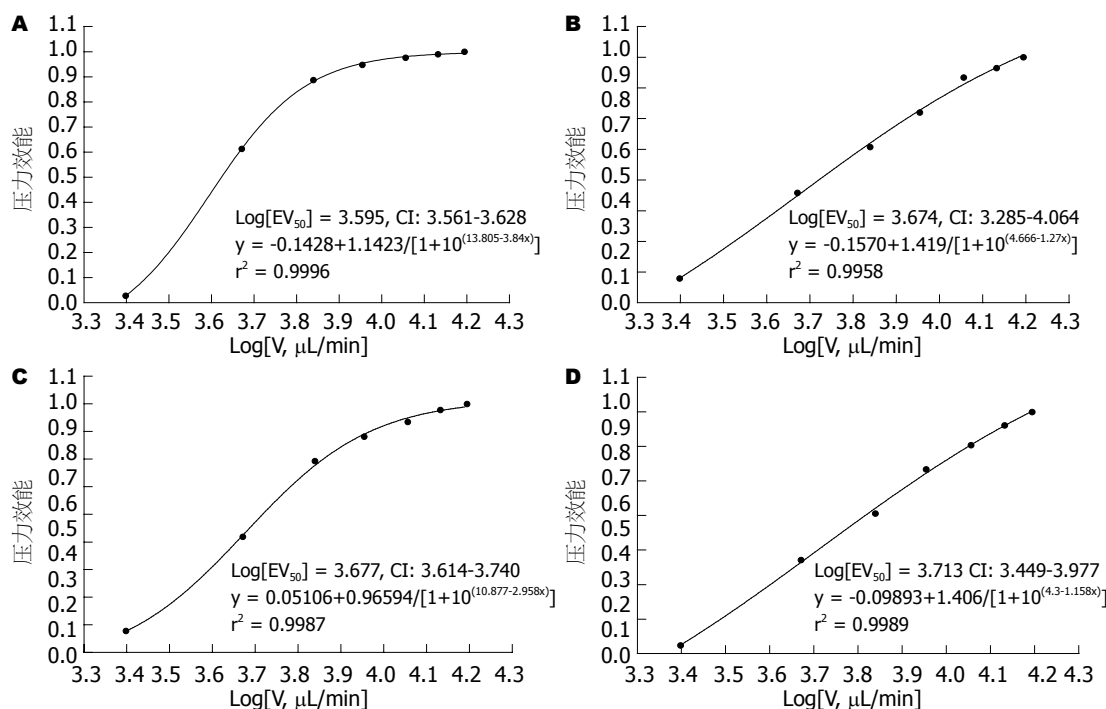 A
1.1
1.0
0.9
0.8
0.7
0.6
0.5
0.4
0.3
0.2
0.1
0.0
压力效能
Log[EV₅₀] = 3.595, CI: 3.561-3.628
y = -0.1428+1.1423/[1+10^(13.805-3.84x)]
r² = 0.9996
3.3 3.4 3.5 3.6 3.7 3.8 3.9 4.0 4.1 4.2 4.3
Log[V, μL/min]
B
1.1
1.0
0.9
0.8
0.7
0.6
0.5
0.4
0.3
0.2
0.1
0.0
压力效能
Log[EV₅₀] = 3.674, CI: 3.285-4.064
y = -0.1570+1.419/[1+10^(4.666-1.27x)]
r² = 0.9958
3.3 3.4 3.5 3.6 3.7 3.8 3.9 4.0 4.1 4.2 4.3
Log[V, μL/min]
C
1.1
1.0
0.9
0.8
0.7
0.6
0.5
0.4
0.3
0.2
0.1
0.0
压力效能
Log[EV₅₀] = 3.677, CI: 3.614-3.740
y = 0.05106+0.96594/[1+10^(10.877-2.958x)]
r² = 0.9987
3.3 3.4 3.5 3.6 3.7 3.8 3.9 4.0 4.1 4.2 4.3
Log[V, μL/min]
D
1.1
1.0
0.9
0.8
0.7
0.6
0.5
0.4
0.3
0.2
0.1
0.0
压力效能
Log[EV₅₀] = 3.713 CI: 3.449-3.977
y = -0.09893+1.406/[1+10^(4.3-1.158x)]
r² = 0.9989
3.3 3.4 3.5 3.6 3.7 3.8 3.9 4.0 4.1 4.2 4.3
Log[V, μL/min]